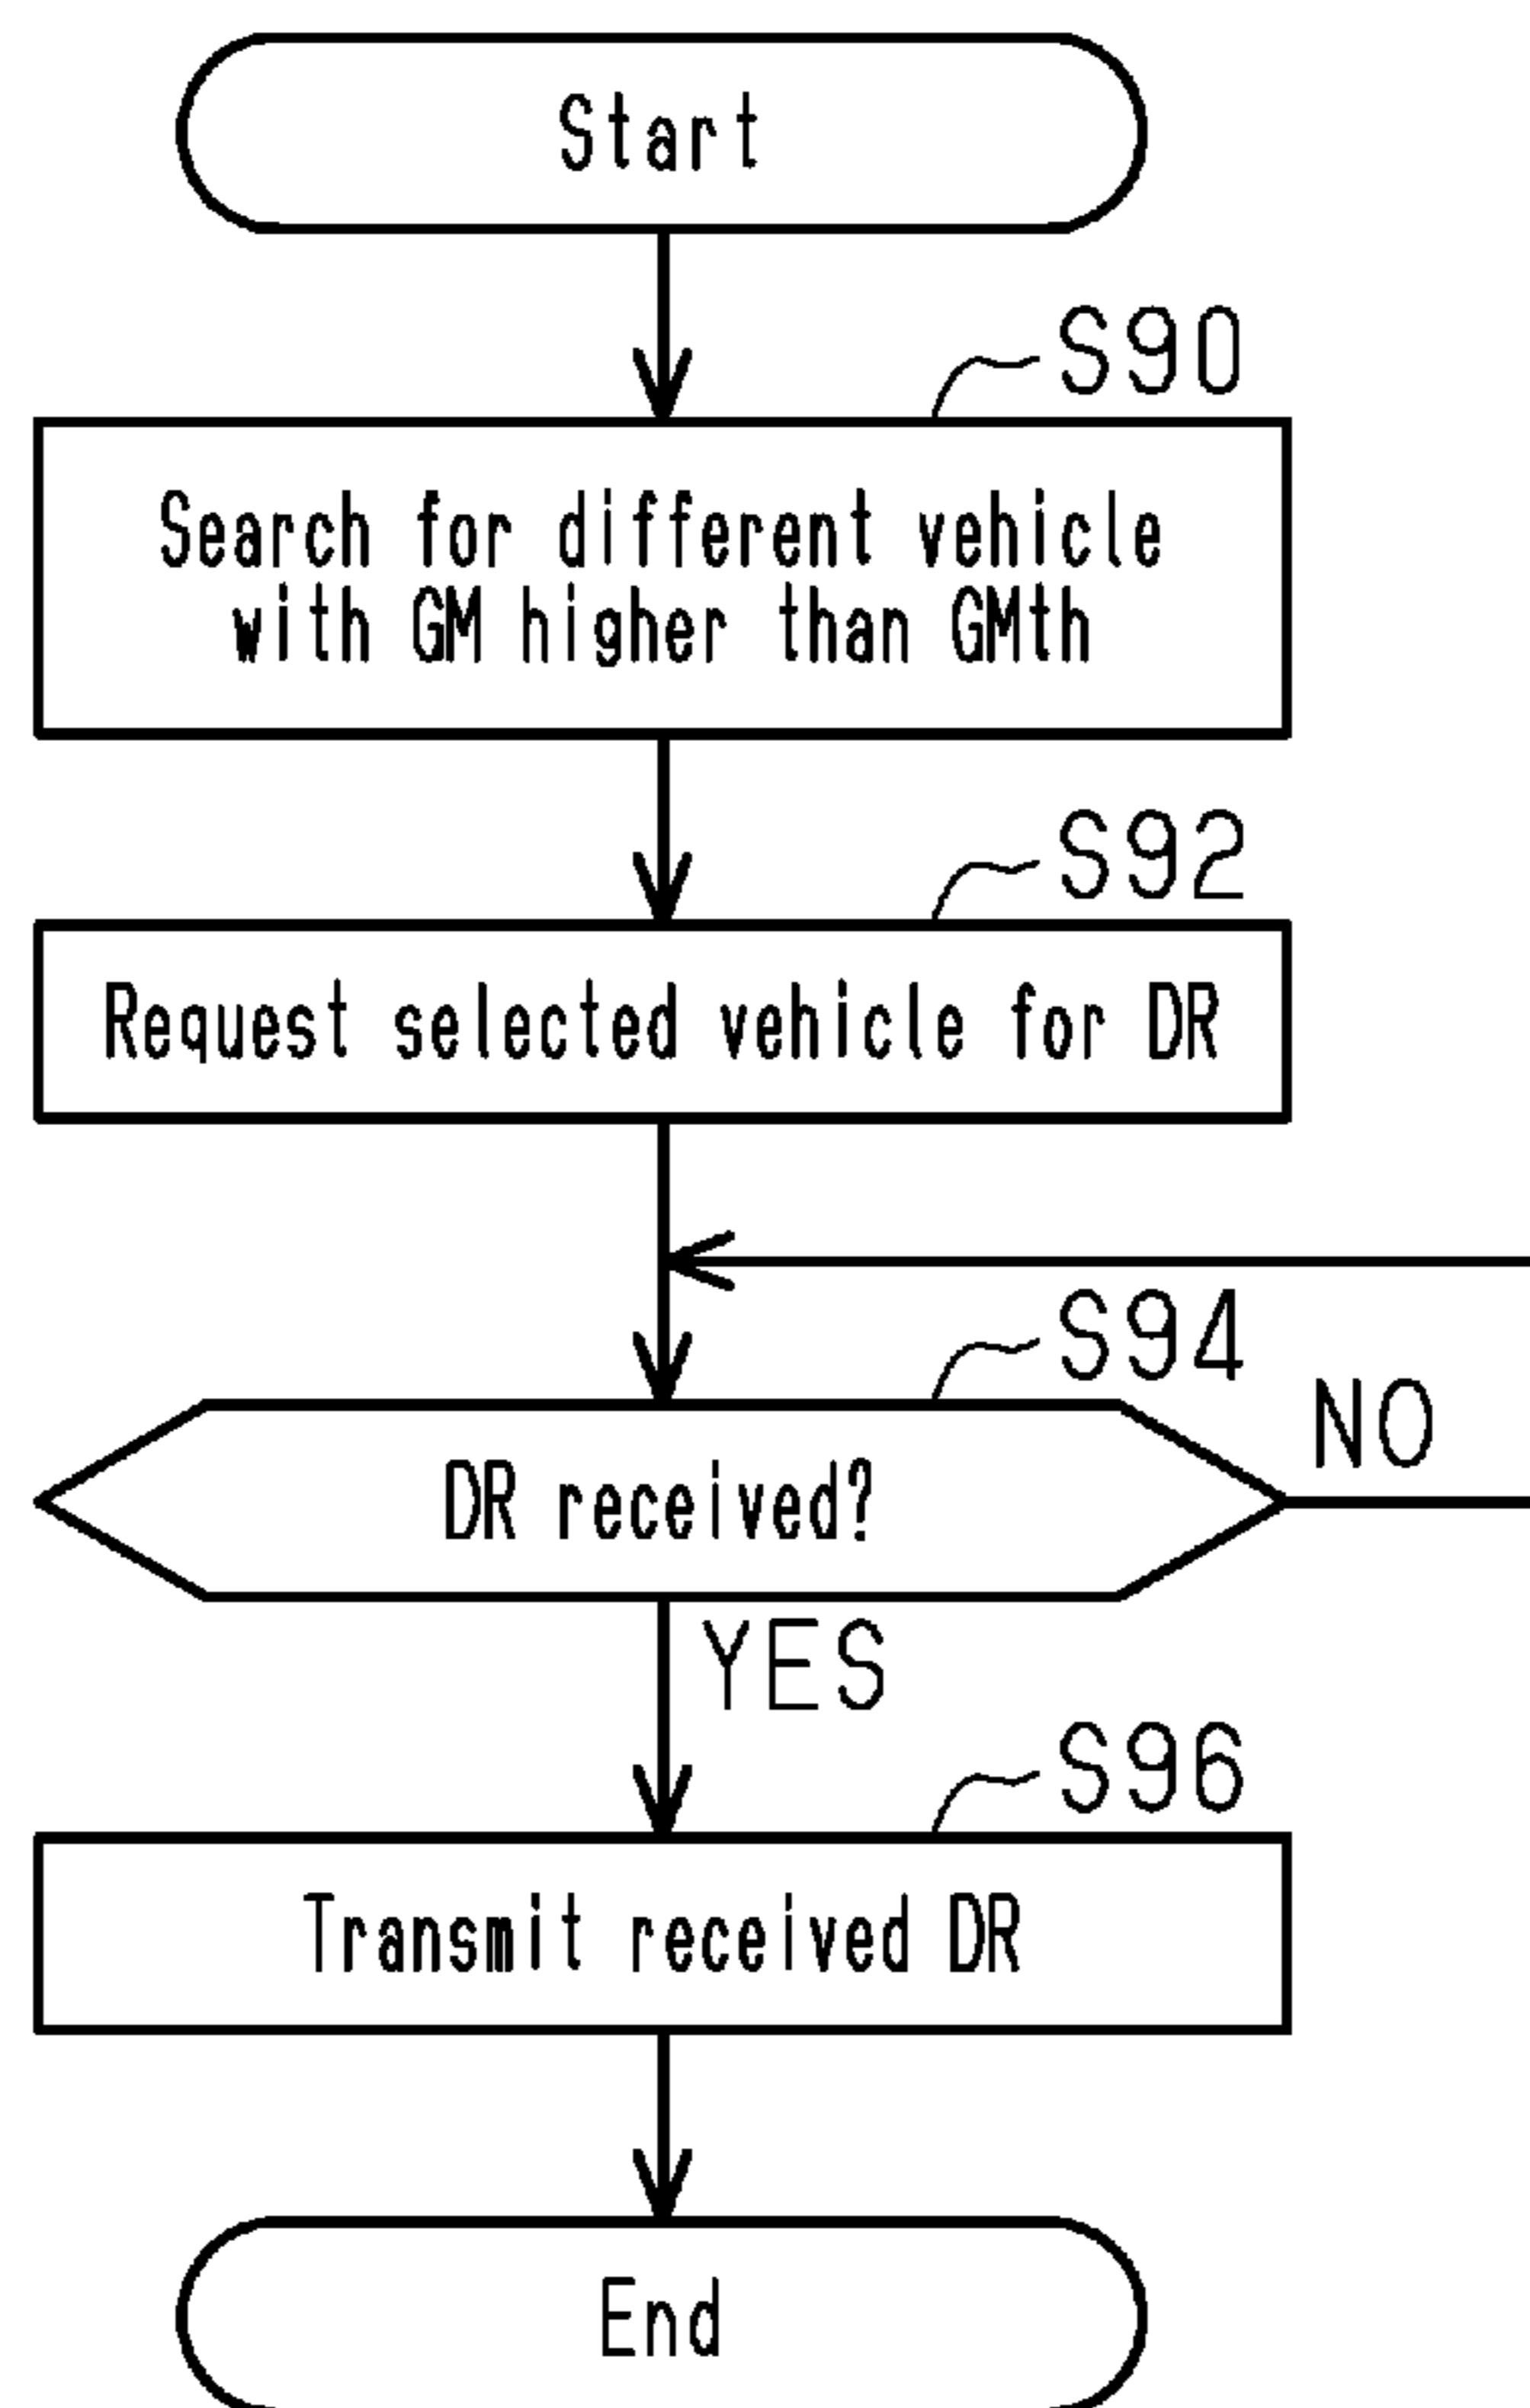 Start
S90
Search for different vehicle
with GM higher than GMth
S92
Request selected vehicle for DR
S94
NO
DR received?
YES
S96
Transmit received DR
End